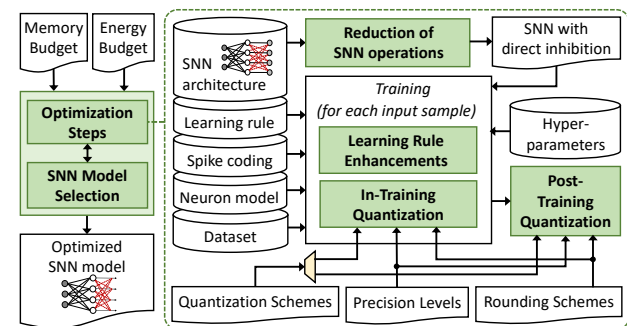 Memory
Budget
Energy
Budget
Optimization
Steps
SNN Model
Selection
Optimized
SNN model
SNN
architecture
Learning rule
Spike coding
Neuron model
Dataset
Reduction of
SNN operations
SNN with
direct inhibition
Training
(for each input sample)
Learning Rule
Enhancements
In-Training
Quantization
Hyper-
parameters
Post-
Training
Quantization
Quantization Schemes
Precision Levels
Rounding Schemes